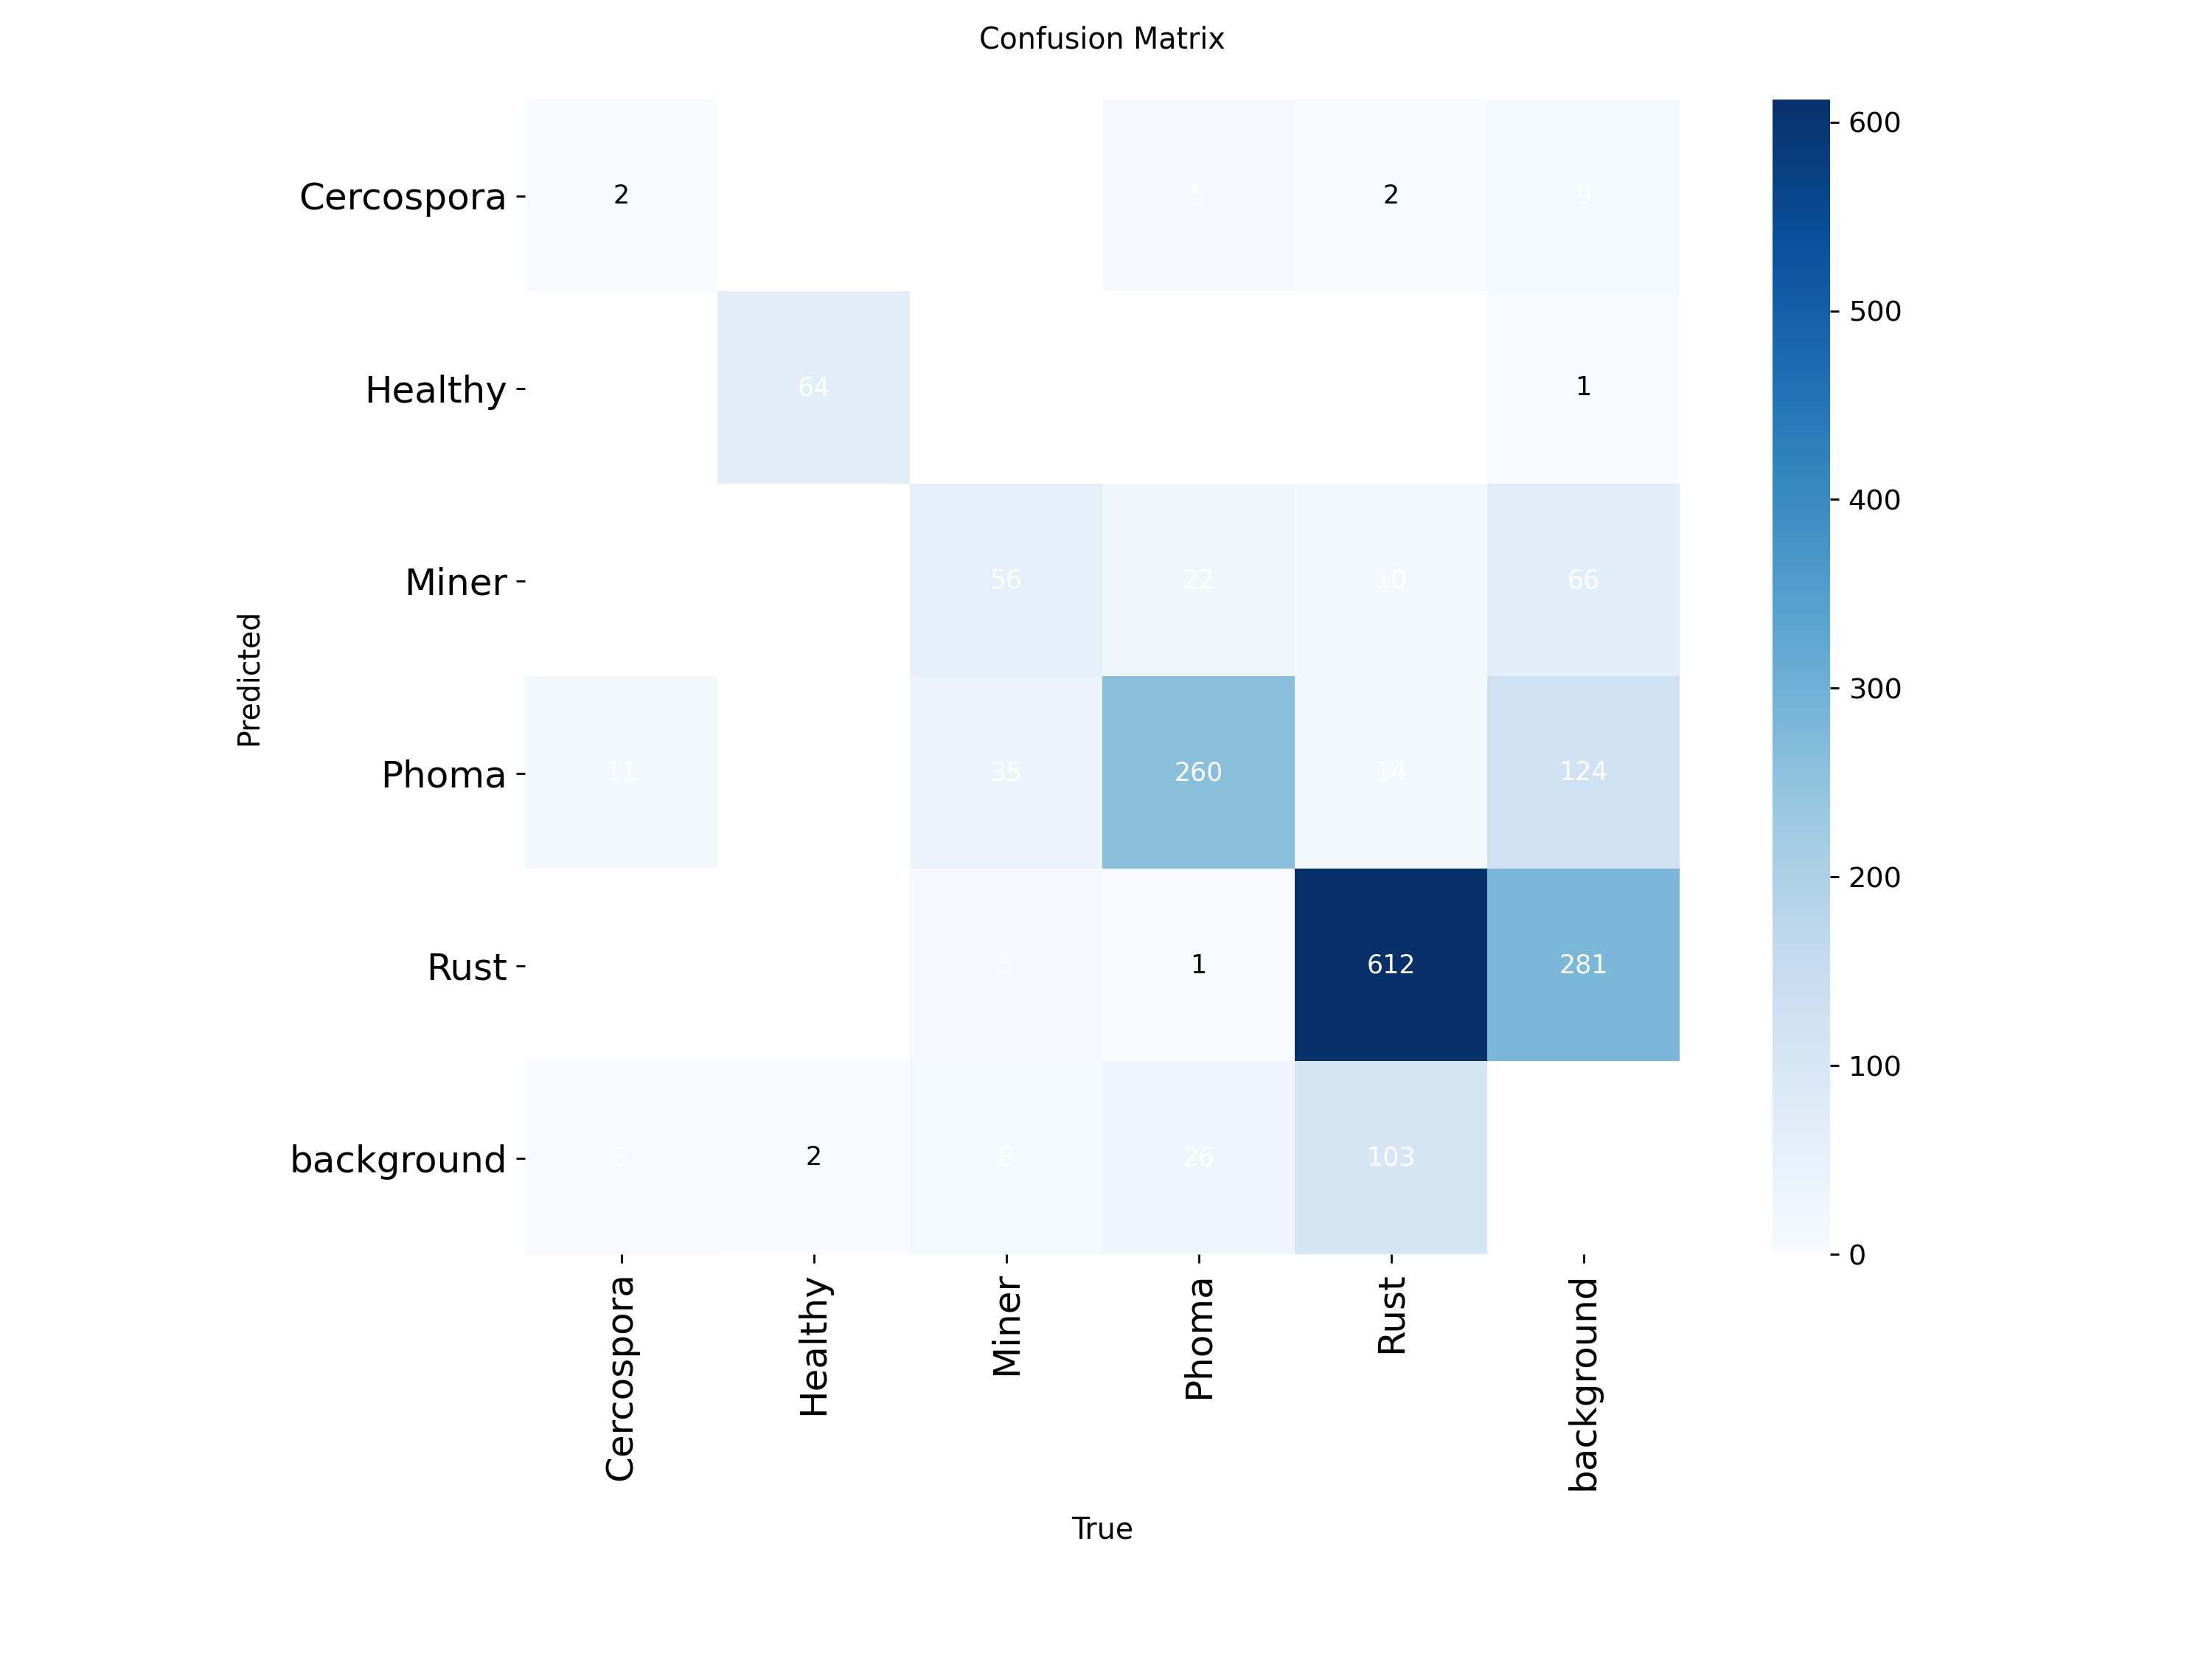 Confusion Matrix
Cercospora 2 5 2 9
Healthy 64 1
Miner 56 22 10 66
Phoma 11 35 260 14 124
Rust 5 1 612 281
background 3 2 8 26 103
Predicted
Cercospora Healthy Miner Phoma Rust background
True
600
500
400
300
200
100
0